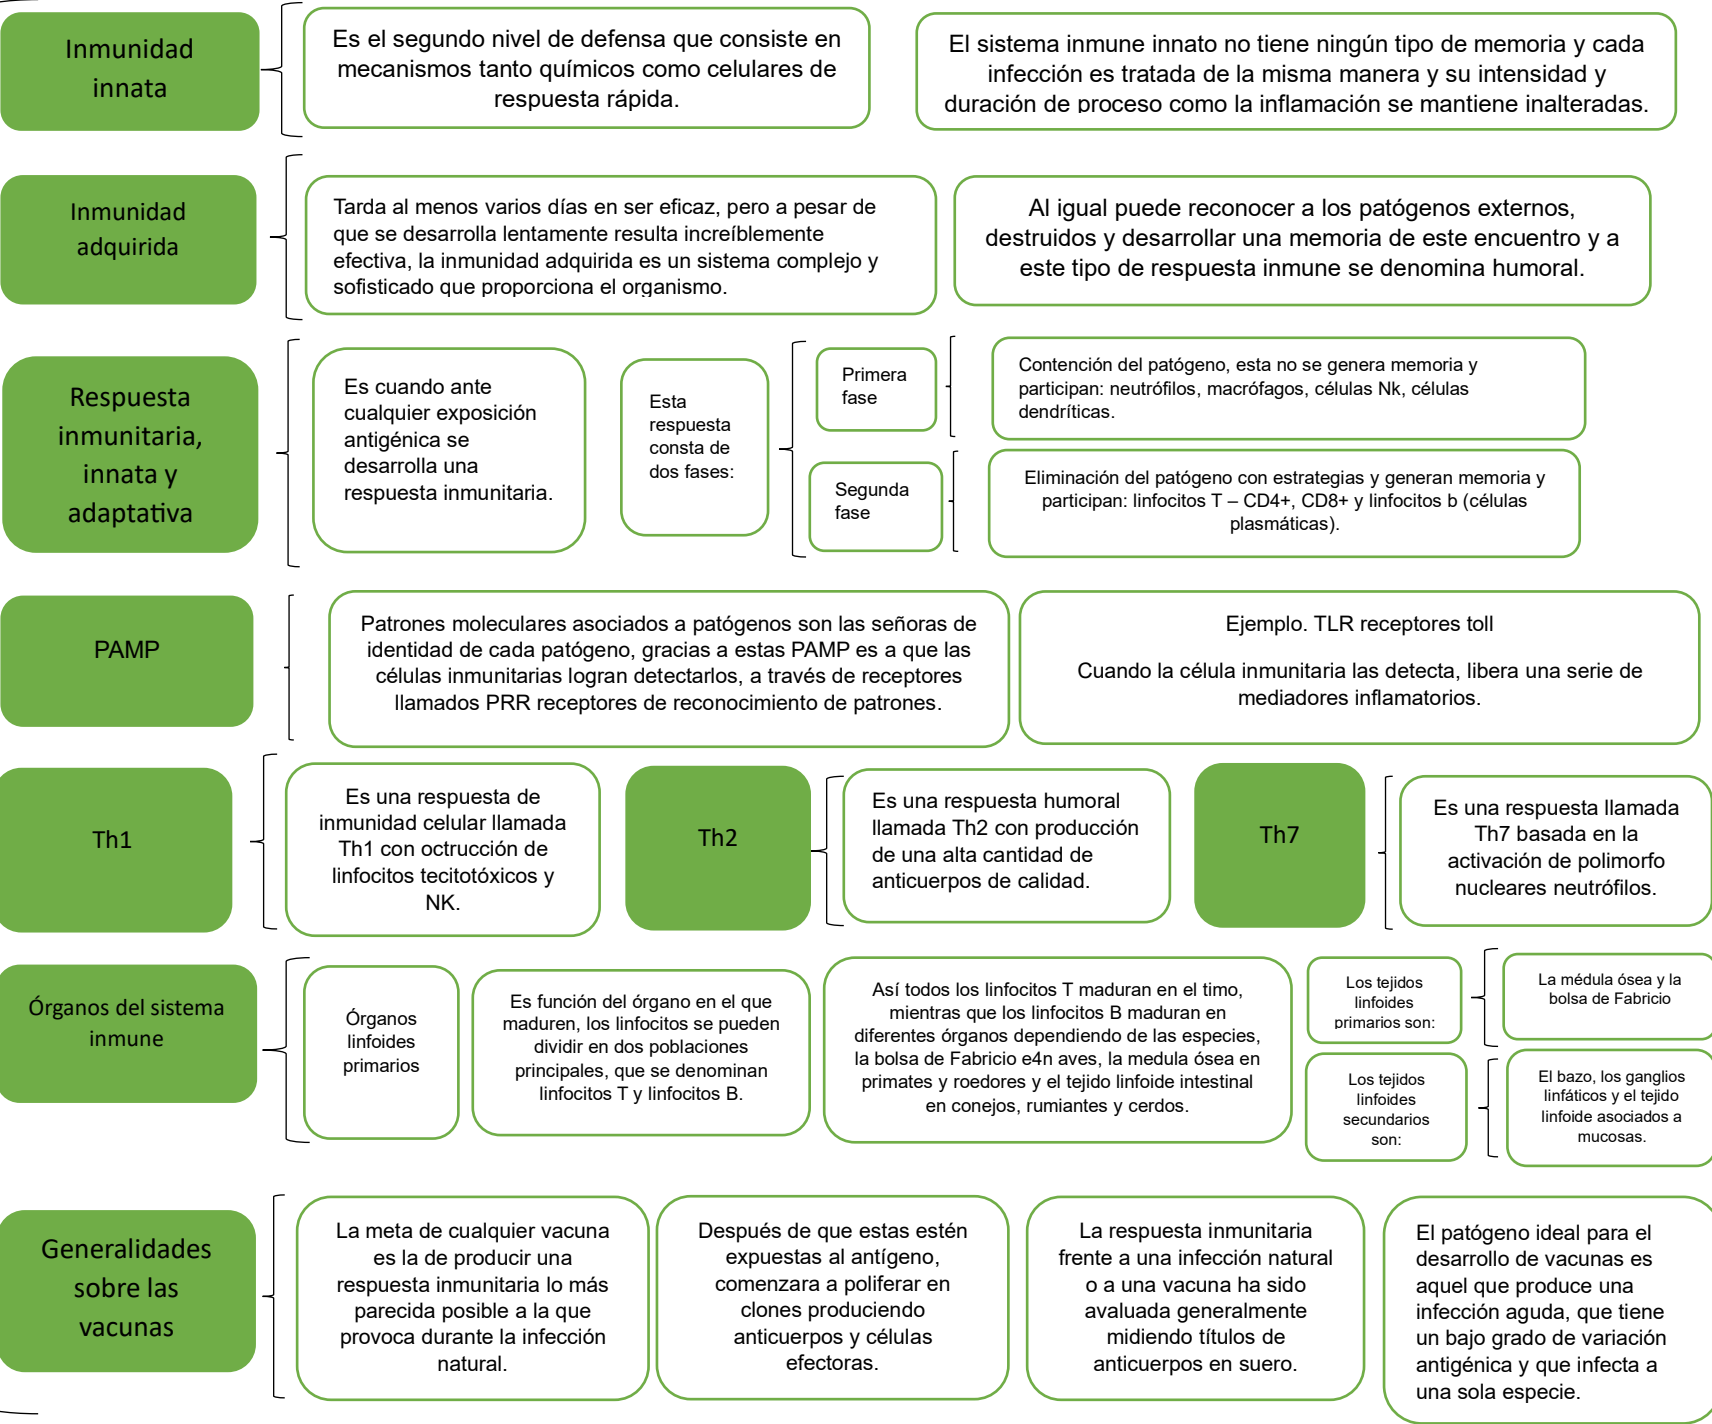 Inmunidad
innata
Es el segundo nivel de defensa que consiste en
mecanismos tanto químicos como celulares de
respuesta rápida.
El sistema inmune innato no tiene ningún tipo de memoria y cada
infección es tratada de la misma manera y su intensidad y
duración de proceso como la inflamación se mantiene inalteradas.
Inmunidad
adquirida
Tarda al menos varios días en ser eficaz, pero a pesar de
que se desarrolla lentamente resulta increíblemente
efectiva, la inmunidad adquirida es un sistema complejo y
sofisticado que proporciona el organismo.
Al igual puede reconocer a los patógenos externos,
destruidos y desarrollar una memoria de este encuentro y a
este tipo de respuesta inmune se denomina humoral.
Respuesta
inmunitaria,
innata y
adaptativa
Es cuando ante
cualquier exposición
antigénica se
desarrolla una
respuesta inmunitaria.
Esta
respuesta
consta de
dos fases:
Primera
fase
Contención del patógeno, esta no se genera memoria y
participan: neutrófilos, macrófagos, células Nk, células
dendríticas.
Segunda
fase
Eliminación del patógeno con estrategias y generan memoria y
participan: linfocitos T – CD4+, CD8+ y linfocitos b (células
plasmáticas).
PAMP
Patrones moleculares asociados a patógenos son las señoras de
identidad de cada patógeno, gracias a estas PAMP es a que las
células inmunitarias logran detectarlos, a través de receptores
llamados PRR receptores de reconocimiento de patrones.
Ejemplo. TLR receptores toll
Cuando la célula inmunitaria las detecta, libera una serie de
mediadores inflamatorios.
Th1
Es una respuesta de
inmunidad celular llamada
Th1 con octrucción de
linfocitos tecitotóxicos y
NK.
Th2
Es una respuesta humoral
llamada Th2 con producción
de una alta cantidad de
anticuerpos de calidad.
Th7
Es una respuesta llamada
Th7 basada en la
activación de polimorfo
nucleares neutrófilos.
Órganos del sistema
inmune
Órganos
linfoides
primarios
Es función del órgano en el que
maduren, los linfocitos se pueden
dividir en dos poblaciones
principales, que se denominan
linfocitos T y linfocitos B.
Así todos los linfocitos T maduran en el timo,
mientras que los linfocitos B maduran en
diferentes órganos dependiendo de las especies,
la bolsa de Fabricio e4n aves, la medula ósea en
primates y roedores y el tejido linfoide intestinal
en conejos, rumiantes y cerdos.
Los tejidos
linfoides
primarios son:
La médula ósea y la
bolsa de Fabricio
Los tejidos
linfoides
secundarios
son:
El bazo, los ganglios
linfáticos y el tejido
linfoide asociados a
mucosas.
Generalidades
sobre las
vacunas
La meta de cualquier vacuna
es la de producir una
respuesta inmunitaria lo más
parecida posible a la que
provoca durante la infección
natural.
Después de que estas estén
expuestas al antígeno,
comenzara a poliferar en
clones produciendo
anticuerpos y células
efectoras.
La respuesta inmunitaria
frente a una infección natural
o a una vacuna ha sido
avaluada generalmente
midiendo títulos de
anticuerpos en suero.
El patógeno ideal para el
desarrollo de vacunas es
aquel que produce una
infección aguda, que tiene
un bajo grado de variación
antigénica y que infecta a
una sola especie.